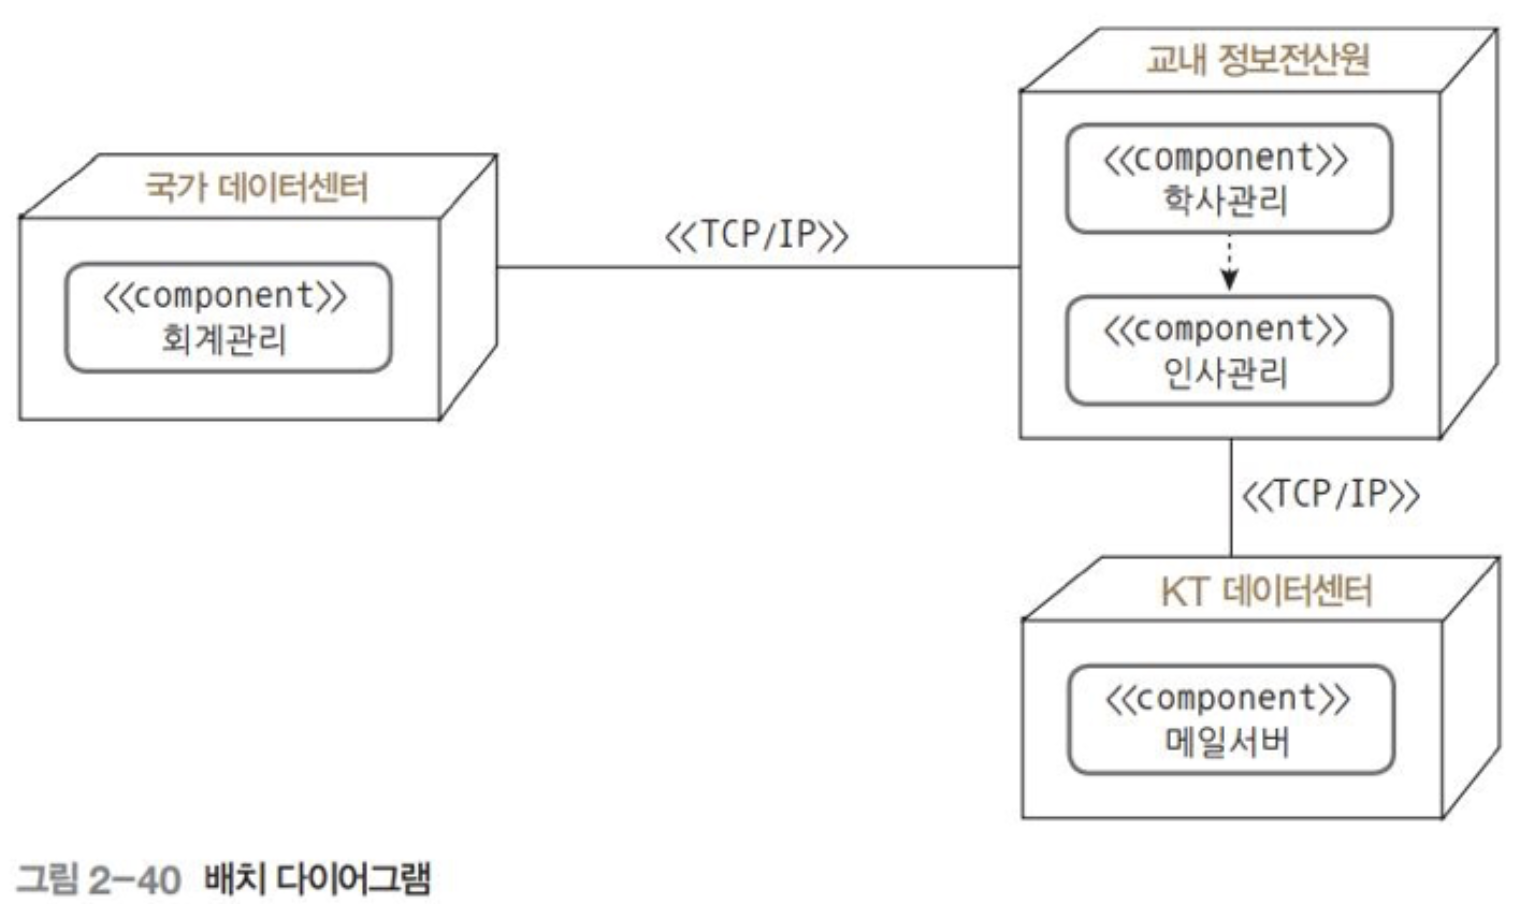 국가 데이터센터
<<component>>
회계관리
<<TCP/IP>>
교내 정보전산원
<<component>>
학사관리
<<component>>
인사관리
<<TCP/IP>>
KT 데이터센터
<<component>>
메일서버
그림 2-40 배치 다이어그램